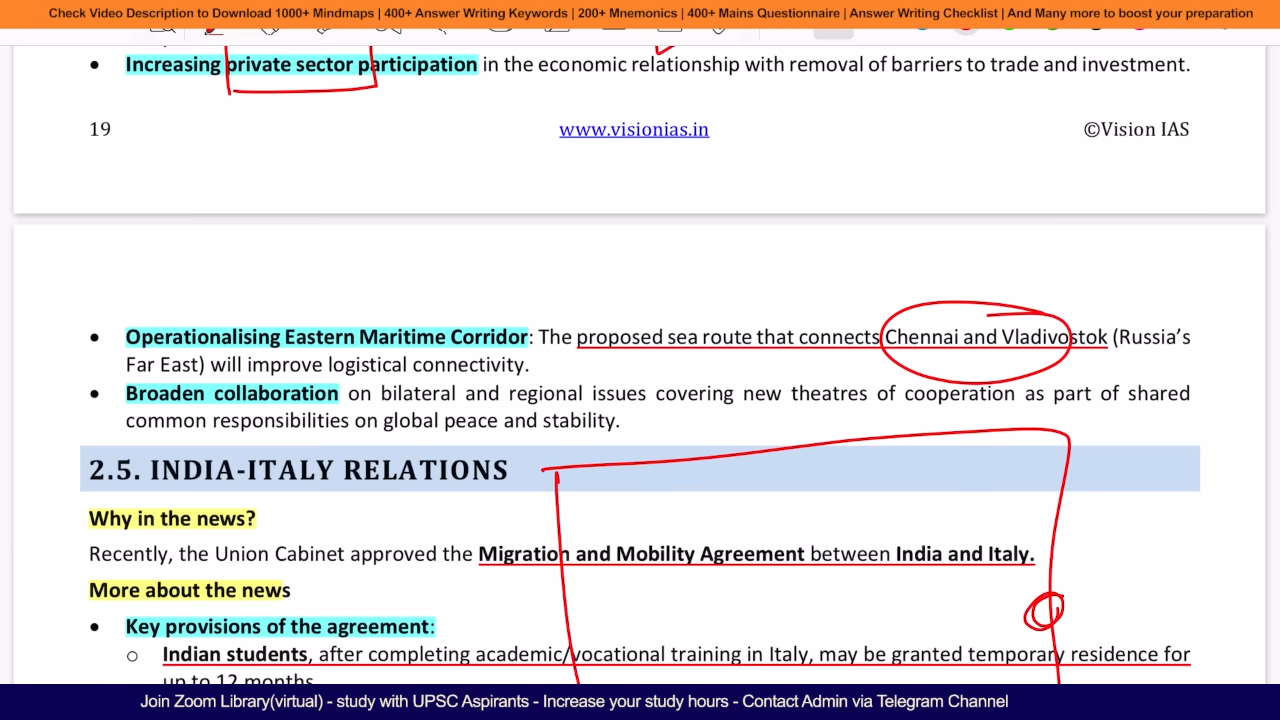 Check Video Description to Download 1000+ Mindmaps | 400+ Answer Writing Keywords | 200+ Mnemonics | 400+ Mains Questionnaire | Answer Writing Checklist | And Many more to boost your preparation
• Increasing private sector participation in the economic relationship with removal of barriers to trade and investment.
19 www.visionias.in ©Vision IAS
• Operationalising Eastern Maritime Corridor: The proposed sea route that connects Chennai and Vladivostok (Russia's
Far East) will improve logistical connectivity.
• Broaden collaboration on bilateral and regional issues covering new theatres of cooperation as part of shared
common responsibilities on global peace and stability.
2.5. INDIA-ITALY RELATIONS
Why in the news?
Recently, the Union Cabinet approved the Migration and Mobility Agreement between India and Italy.
More about the news
• Key provisions of the agreement:
o Indian students, after completing academic/vocational training in Italy, may be granted temporary residence for
up to 12 months
Join Zoom Library(virtual) - study with UPSC Aspirants - Increase your study hours - Contact Admin via Telegram Channel